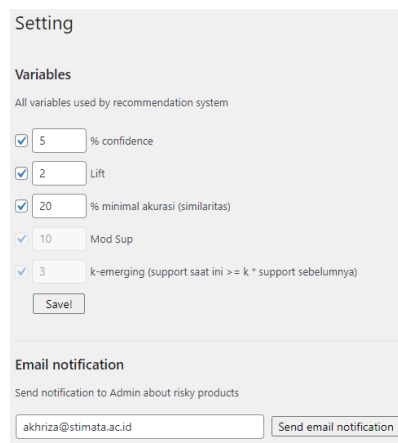 Setting
Variables
All variables used by recommendation system
5 % confidence
2 Lift
20 % minimal akurasi (similaritas)
10 Mod Sup
3 k-emerging (support saat ini >= k * support sebelumnya)
Save!
Email notification
Send notification to Admin about risky products
akhriza@stimata.ac.id Send email notification